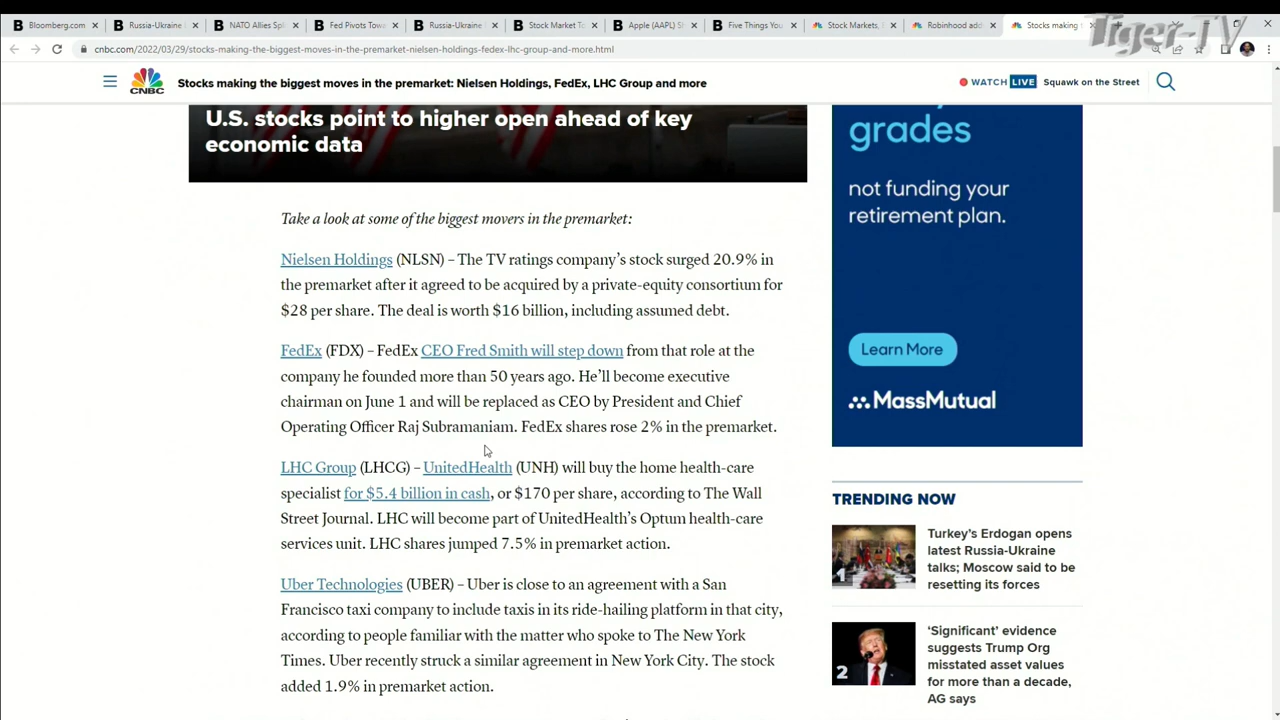 Bloomberg.com
Russia-Ukraine
NATO Allies Sp
Fed Pivots Towa
Russia-Ukraine
Stock Market To
Apple (AAPL) S
Five Things You
Stock Markets,
Robinhood add
Stocks making
Tiger-TV
cnbc.com/2022/03/29/stocks-making-the-biggest-moves-in-the-premarket-nielsen-holdings-fedex-lhc-group-and-more.html
CNBC
Stocks making the biggest moves in the premarket: Nielsen Holdings, FedEx, LHC Group and more
WATCH LIVE Squawk on the Street
U.S. stocks point to higher open ahead of key
economic data
Take a look at some of the biggest movers in the premarket:
Nielsen Holdings (NLSN) – The TV ratings company’s stock surged 20.9% in
the premarket after it agreed to be acquired by a private-equity consortium for
$28 per share. The deal is worth $16 billion, including assumed debt.
FedEx (FDX) – FedEx CEO Fred Smith will step down from that role at the
company he founded more than 50 years ago. He’ll become executive
chairman on June 1 and will be replaced as CEO by President and Chief
Operating Officer Raj Subramaniam. FedEx shares rose 2% in the premarket.
LHC Group (LHCG) – UnitedHealth (UNH) will buy the home health-care
specialist for $5.4 billion in cash, or $170 per share, according to The Wall
Street Journal. LHC will become part of UnitedHealth’s Optum health-care
services unit. LHC shares jumped 7.5% in premarket action.
Uber Technologies (UBER) – Uber is close to an agreement with a San
Francisco taxi company to include taxis in its ride-hailing platform in that city,
according to people familiar with the matter who spoke to The New York
Times. Uber recently struck a similar agreement in New York City. The stock
added 1.9% in premarket action.
grades
not funding your
retirement plan.
Learn More
MassMutual
TRENDING NOW
1
Turkey’s Erdogan opens
latest Russia-Ukraine
talks; Moscow said to be
resetting its forces
2
‘Significant’ evidence
suggests Trump Org
misstated asset values
for more than a decade,
AG says